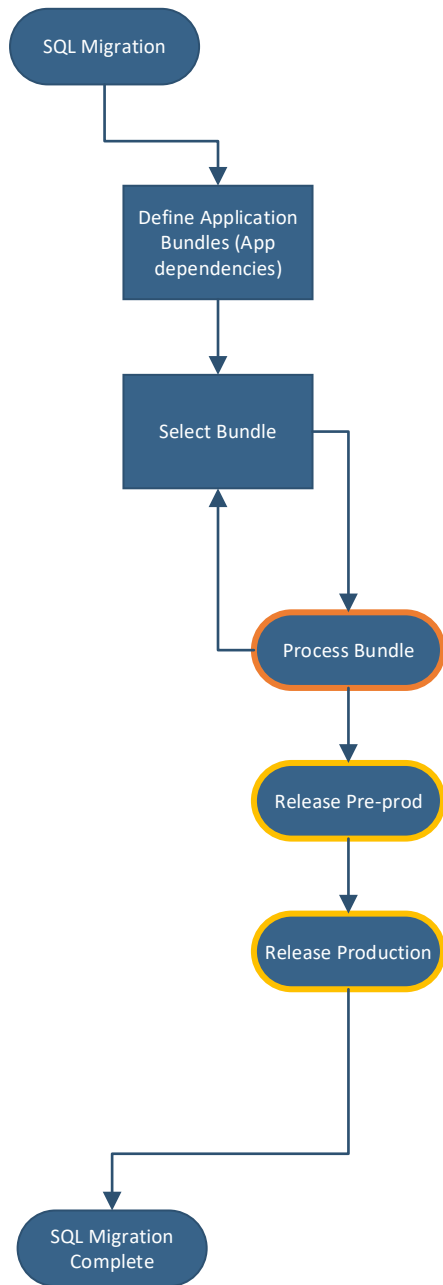 SQL Migration
Define Application
Bundles (App
dependencies)
Select Bundle
Process Bundle
Release Pre-prod
Release Production
SQL Migration
Complete